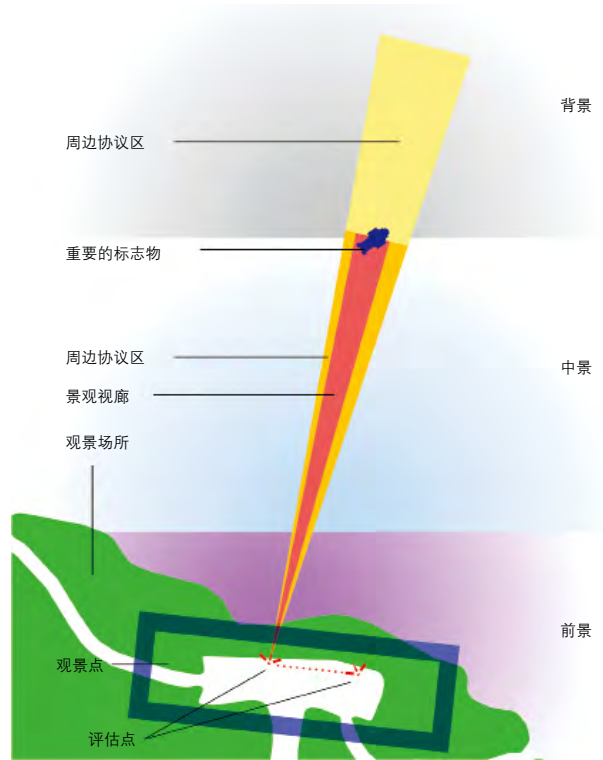 背景
周边协议区
重要的标志物
周边协议区
中景
景观视廊
观景场所
前景
观景点
评估点